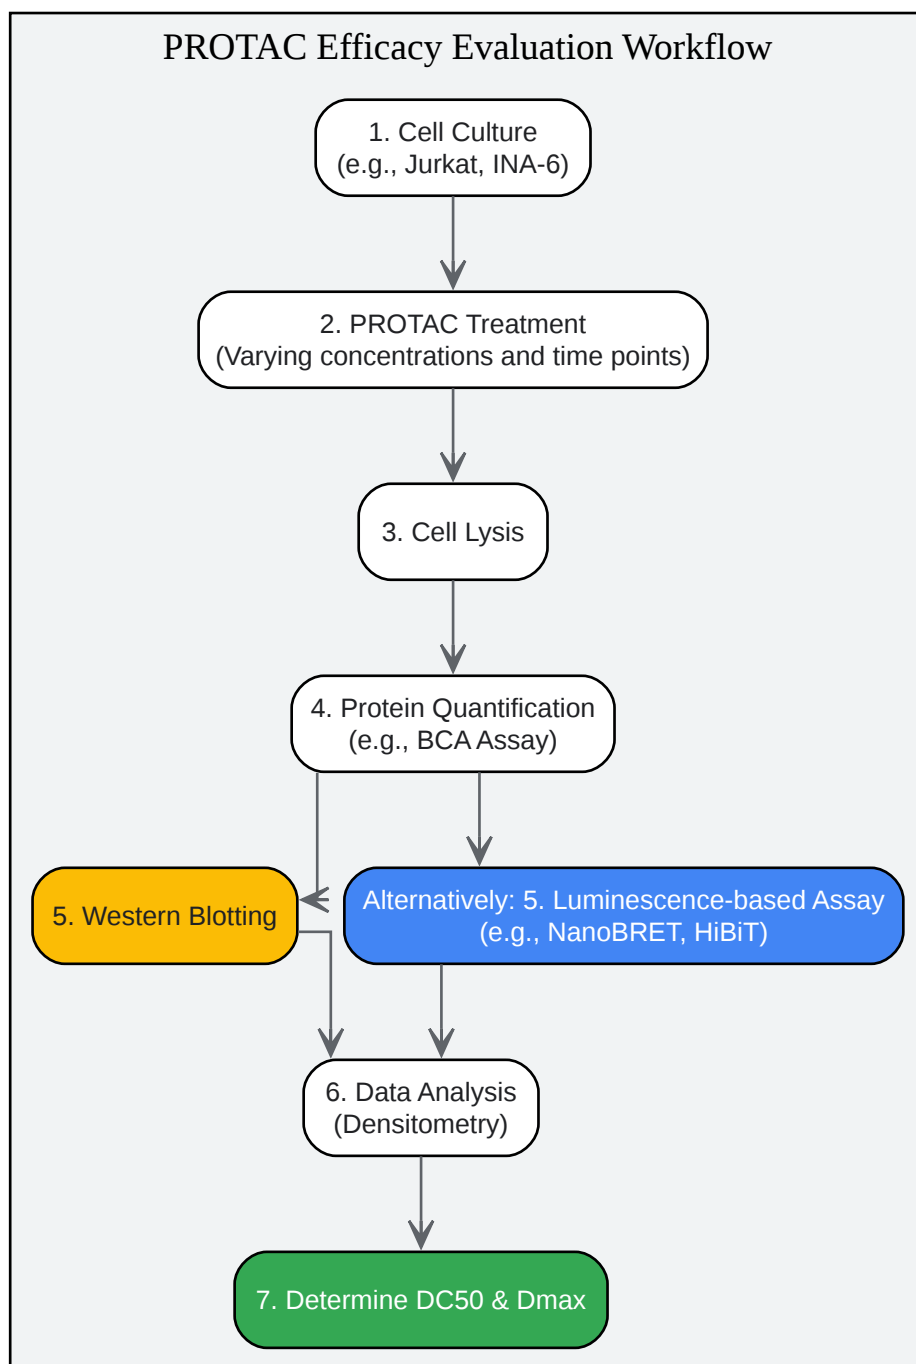 PROTAC Efficacy Evaluation Workflow
1. Cell Culture
(e.g., Jurkat, INA-6)
2. PROTAC Treatment
(Varying concentrations and time points)
3. Cell Lysis
4. Protein Quantification
(e.g., BCA Assay)
5. Western Blotting
Alternatively: 5. Luminescence-based Assay
(e.g., NanoBRET, HiBiT)
6. Data Analysis
(Densitometry)
7. Determine DC50 & Dmax